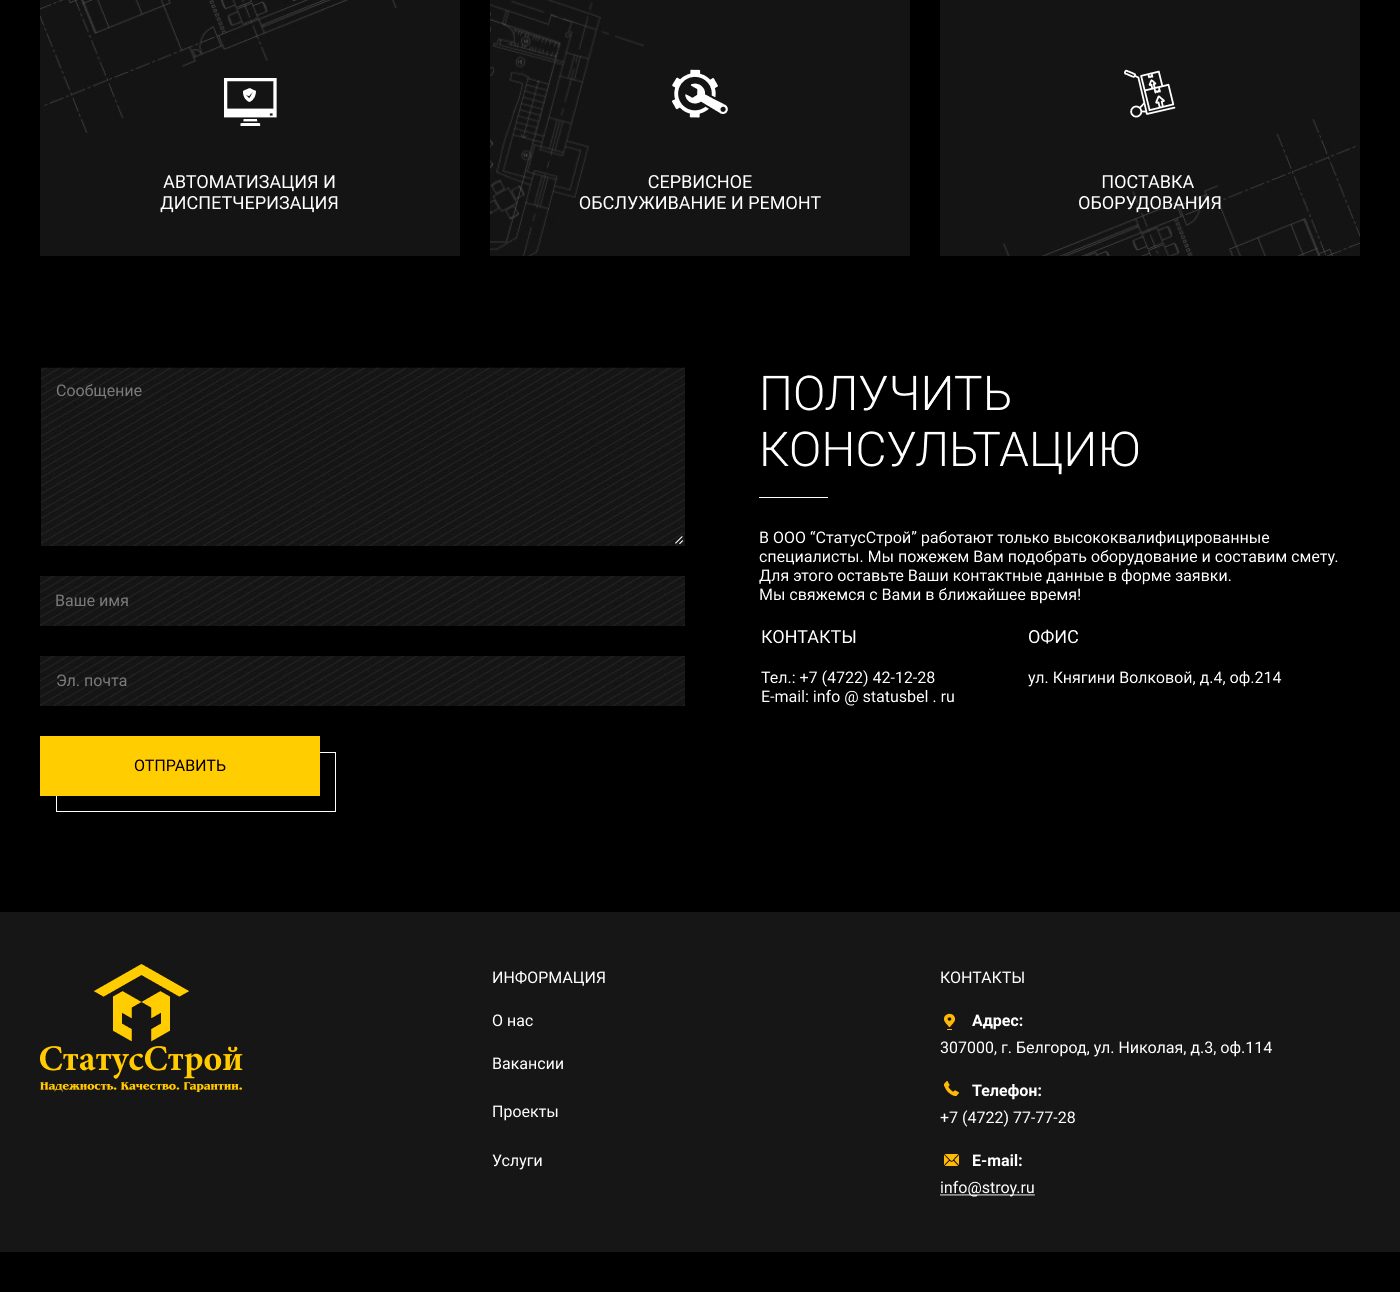 АВТОМАТИЗАЦИЯ И
ДИСПЕТЧЕРИЗАЦИЯ
СЕРВИСНОЕ
ОБСЛУЖИВАНИЕ И РЕМОНТ
ПОСТАВКА
ОБОРУДОВАНИЯ
Сообщение
Ваше имя
Эл. почта
ОТПРАВИТЬ
ПОЛУЧИТЬ
КОНСУЛЬТАЦИЮ
В ООО “СтатусСтрой” работают только высококвалифицированные
специалисты. Мы пожежем Вам подобрать оборудование и составим смету.
Для этого оставьте Ваши контактные данные в форме заявки.
Мы свяжемся с Вами в ближайшее время!
КОНТАКТЫ
Тел.: +7 (4722) 42-12-28
E-mail: info @ statusbel . ru
ОФИС
ул. Княгини Волковой, д.4, оф.214
СтатусСтрой
Надежность. Качество. Гарантии.
ИНФОРМАЦИЯ
О нас
Вакансии
Проекты
Услуги
КОНТАКТЫ
Адрес:
307000, г. Белгород, ул. Николая, д.3, оф.114
Телефон:
+7 (4722) 77-77-28
E-mail:
info@stroy.ru